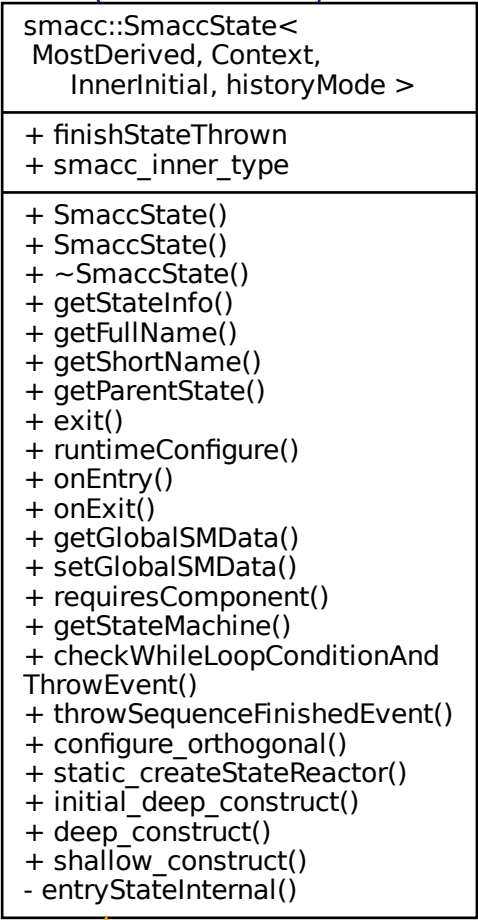 smacc::SmaccState<
MostDerived, Context,
InnerInitial, historyMode >
+ finishStateThrown
+ smacc_inner_type
+ SmaccState()
+ SmaccState()
+ ~SmaccState()
+ getStateInfo()
+ getFullName()
+ getShortName()
+ getParentState()
+ exit()
+ runtimeConfigure()
+ onEntry()
+ onExit()
+ getGlobalSMData()
+ setGlobalSMData()
+ requiresComponent()
+ getStateMachine()
+ checkWhileLoopConditionAnd
ThrowEvent()
+ throwSequenceFinishedEvent()
+ configure_orthogonal()
+ static_createStateReactor()
+ initial_deep_construct()
+ deep_construct()
+ shallow_construct()
- entryStateInternal()